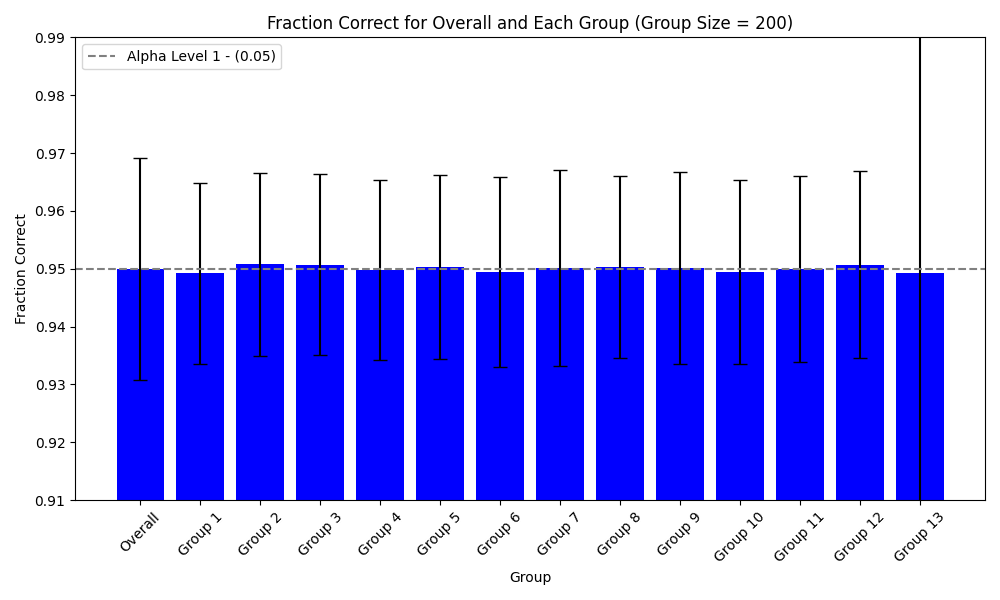 Fraction Correct for Overall and Each Group (Group Size = 200)
Alpha Level 1 - (0.05)
Fraction Correct
0.99
0.98
0.97
0.96
0.95
0.94
0.93
0.92
0.91
Overall
Group 1
Group 2
Group 3
Group 4
Group 5
Group 6
Group 7
Group 8
Group 9
Group 10
Group 11
Group 12
Group 13
Group